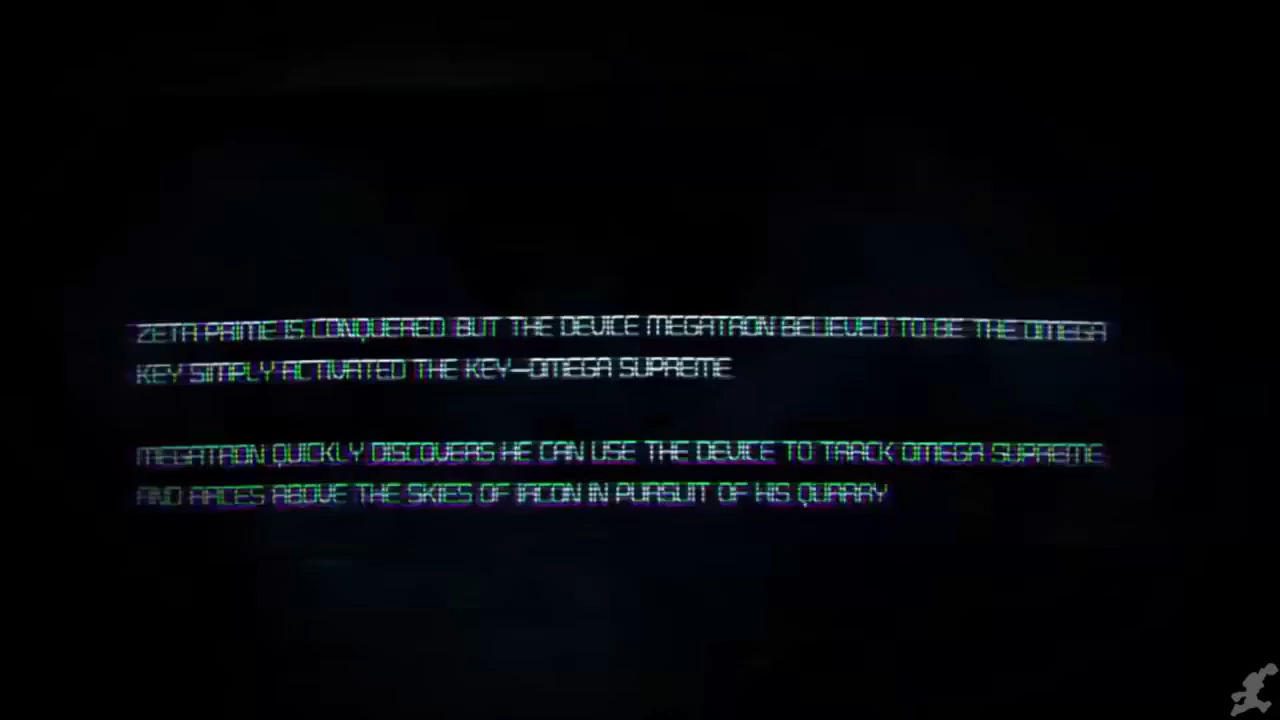 ZETA PRIME IS CONQUERED BUT THE DEVICE MEGATRON BELIEVED TO BE THE OMEGA
KEY SIMPLY ACTIVATED THE KEY—OMEGA SUPREME
MEGATRON QUICKLY DISCOVERS HE CAN USE THE DEVICE TO TRACK OMEGA SUPREME
AND RACES ABOVE THE SKIES OF IACON IN PURSUIT OF HIS QUARRY